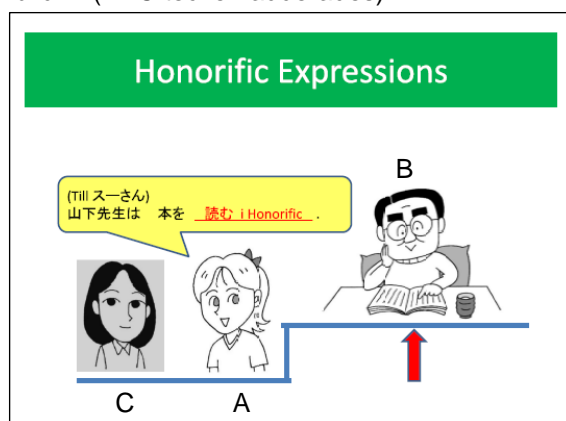 Honorific Expressions
B
(Till スーさん)
山下先生は 本を 読む i Honorific .
C A